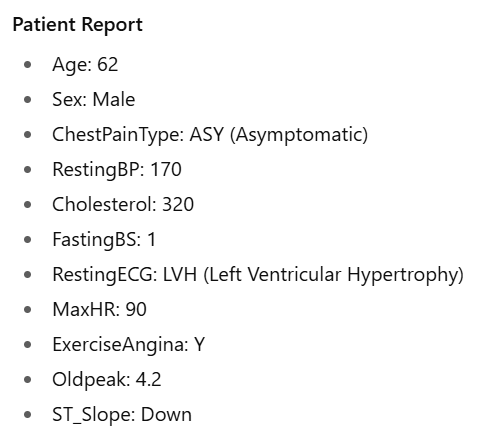 Patient Report
• Age: 62
• Sex: Male
• ChestPainType: ASY (Asymptomatic)
• RestingBP: 170
• Cholesterol: 320
• FastingBS: 1
• RestingECG: LVH (Left Ventricular Hypertrophy)
• MaxHR: 90
• ExerciseAngina: Y
• Oldpeak: 4.2
• ST_Slope: Down